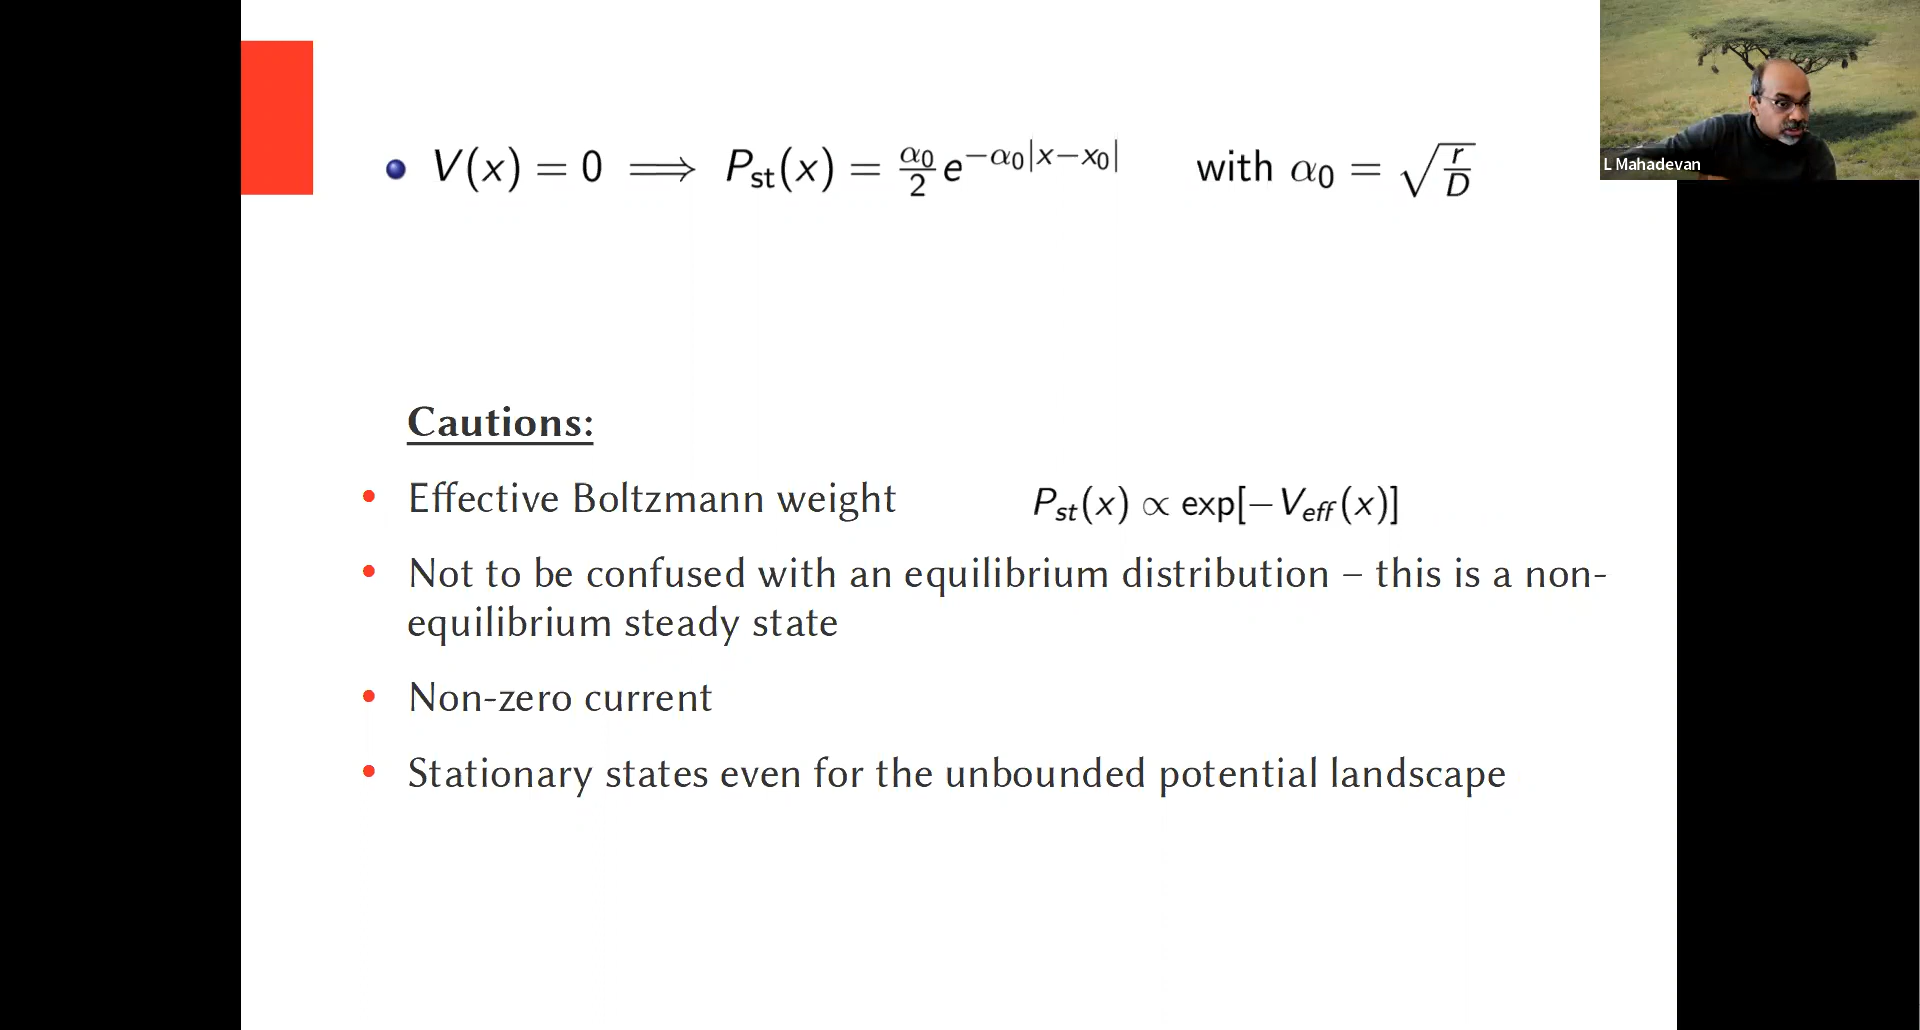 V(x) = 0 ⟹ P_st(x) = α₀/2 e^{−α₀|x−x₀|} with α₀ = √(r/D)
L Mahadevan
Cautions:
• Effective Boltzmann weight P_st(x) ∝ exp[−V_eff(x)]
• Not to be confused with an equilibrium distribution – this is a non-
equilibrium steady state
• Non-zero current
• Stationary states even for the unbounded potential landscape